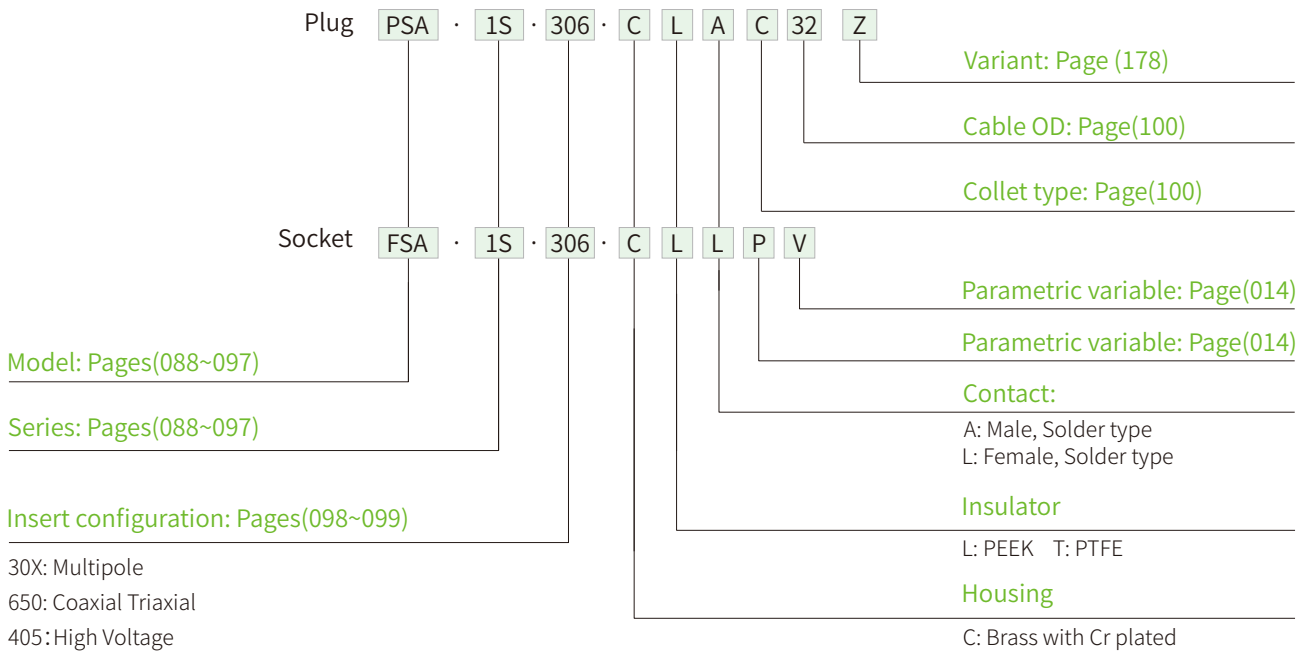 Plug PSA · 1S · 306 · C L A C 32 Z
Variant: Page (178)
Cable OD: Page(100)
Collet type: Page(100)
Socket FSA · 1S · 306 · C L L P V
Parametric variable: Page(014)
Parametric variable: Page(014)
Model: Pages(088~097)
Contact:
A: Male, Solder type
L: Female, Solder type
Series: Pages(088~097)
Insulator
L: PEEK T: PTFE
Insert configuration: Pages(098~099)
30X: Multipole
650: Coaxial Triaxial
405：High Voltage
Housing
C: Brass with Cr plated